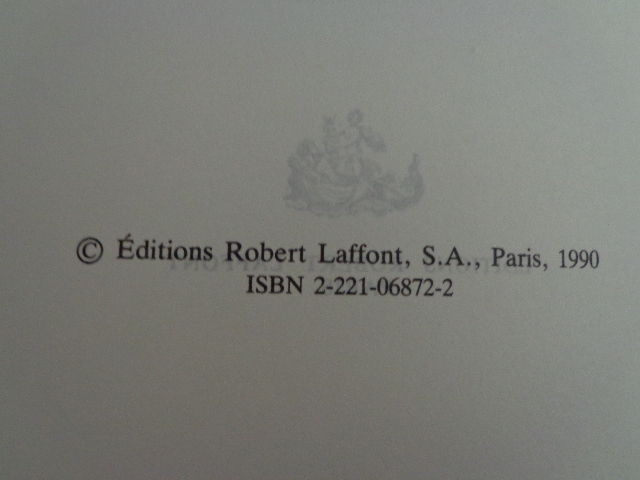 © Éditions Robert Laffont, S.A., Paris, 1990
ISBN 2-221-06872-2